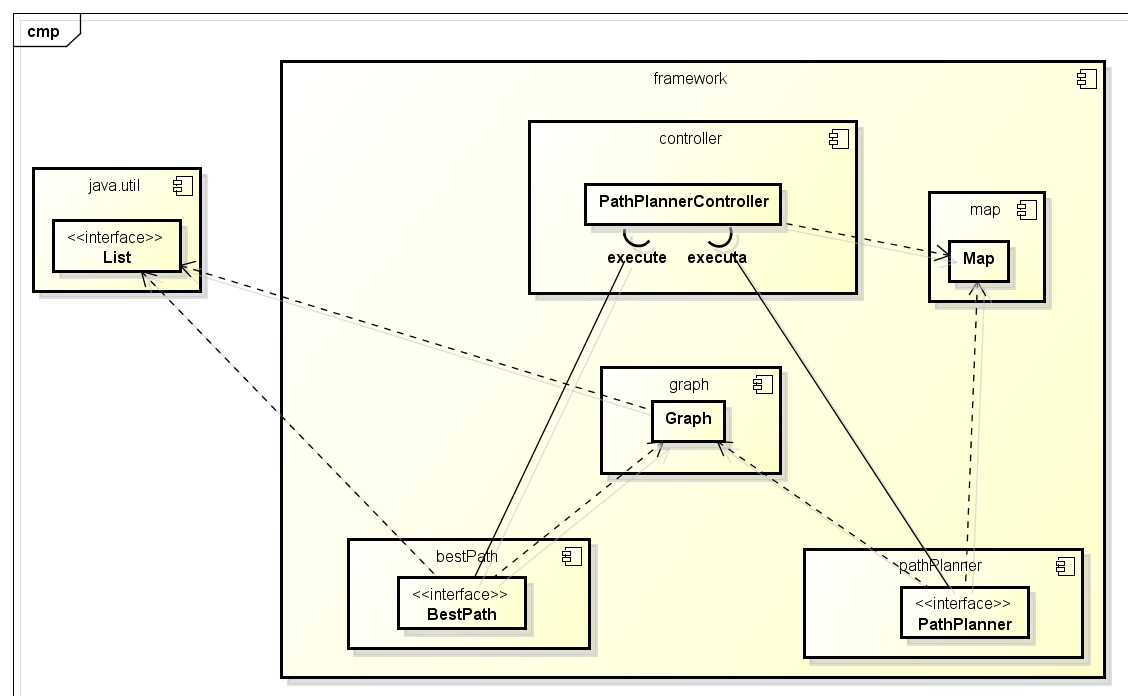 cmp
framework
controller
PathPlannerController
execute
executa
java.util
<<interface>>
List
map
Map
graph
Graph
bestPath
<<interface>>
BestPath
pathPlanner
<<interface>>
PathPlanner